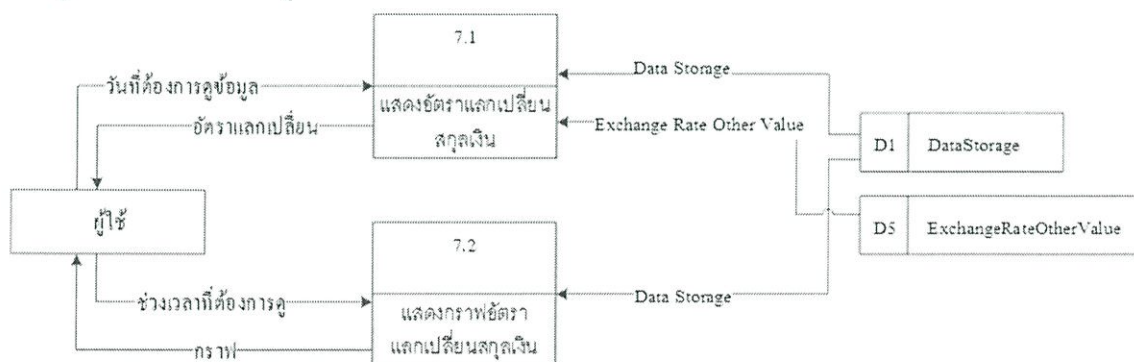 7.1
Data Storage
วันที่ต้องการดูข้อมูล
แสดงอัตราแลกเปลี่ยน
สกุลเงิน
อัตราแลกเปลี่ยน
Exchange Rate Other Value
D1
DataStorage
ผู้ใช้
D5
ExchangeRateOtherValue
7.2
ช่วงเวลาที่ต้องการดู
Data Storage
แสดงกราฟอัตรา
แลกเปลี่ยนสกุลเงิน
กราฟ